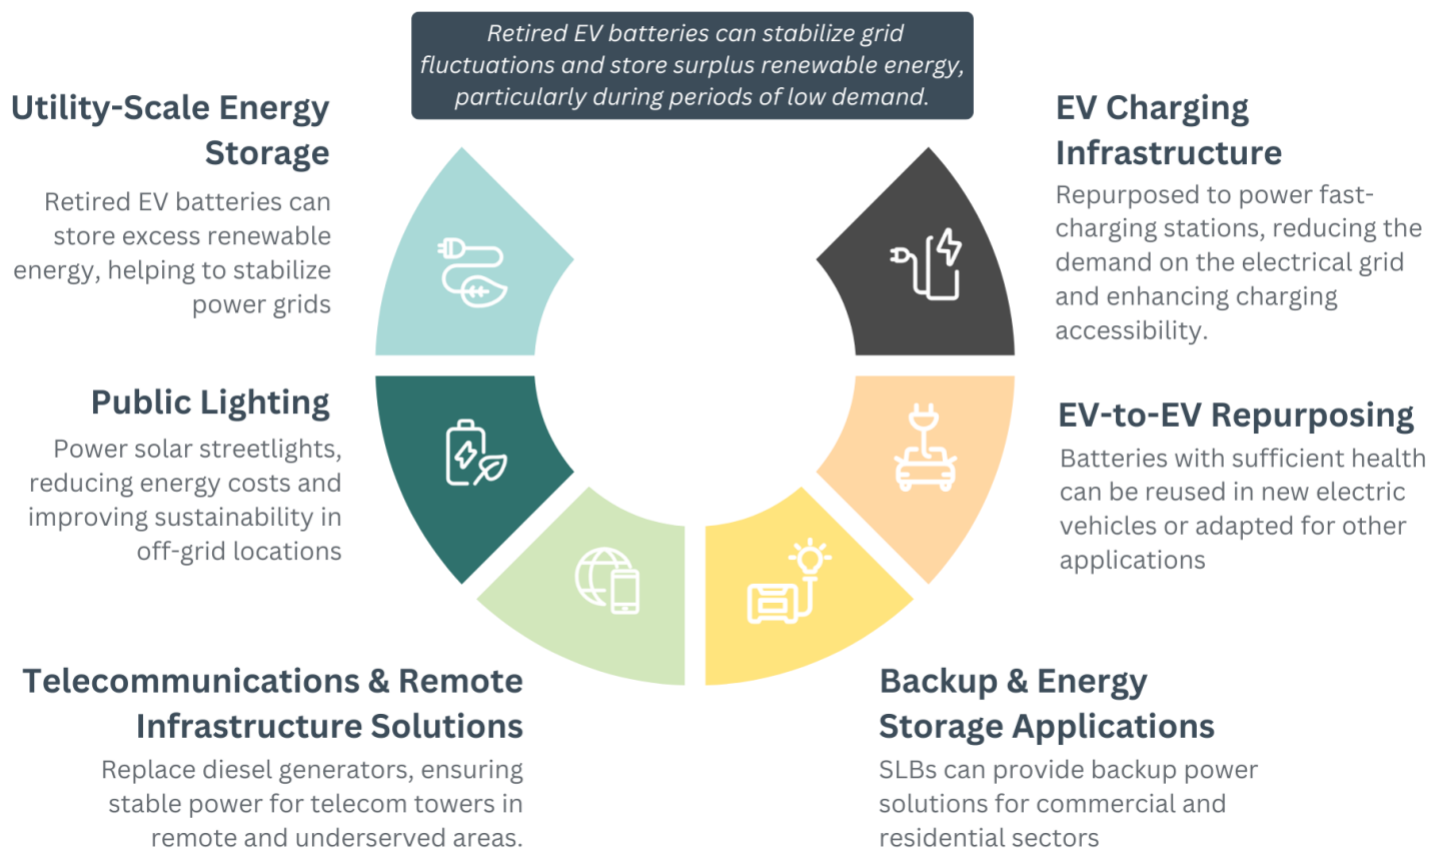 Retired EV batteries can stabilize grid
fluctuations and store surplus renewable energy,
particularly during periods of low demand.
Utility-Scale Energy
Storage
Retired EV batteries can
store excess renewable
energy, helping to stabilize
power grids
EV Charging
Infrastructure
Repurposed to power fast-
charging stations, reducing the
demand on the electrical grid
and enhancing charging
accessibility.
Public Lighting
Power solar streetlights,
reducing energy costs and
improving sustainability in
off-grid locations
EV-to-EV Repurposing
Batteries with sufficient health
can be reused in new electric
vehicles or adapted for other
applications
Telecommunications & Remote
Infrastructure Solutions
Replace diesel generators, ensuring
stable power for telecom towers in
remote and underserved areas.
Backup & Energy
Storage Applications
SLBs can provide backup power
solutions for commercial and
residential sectors